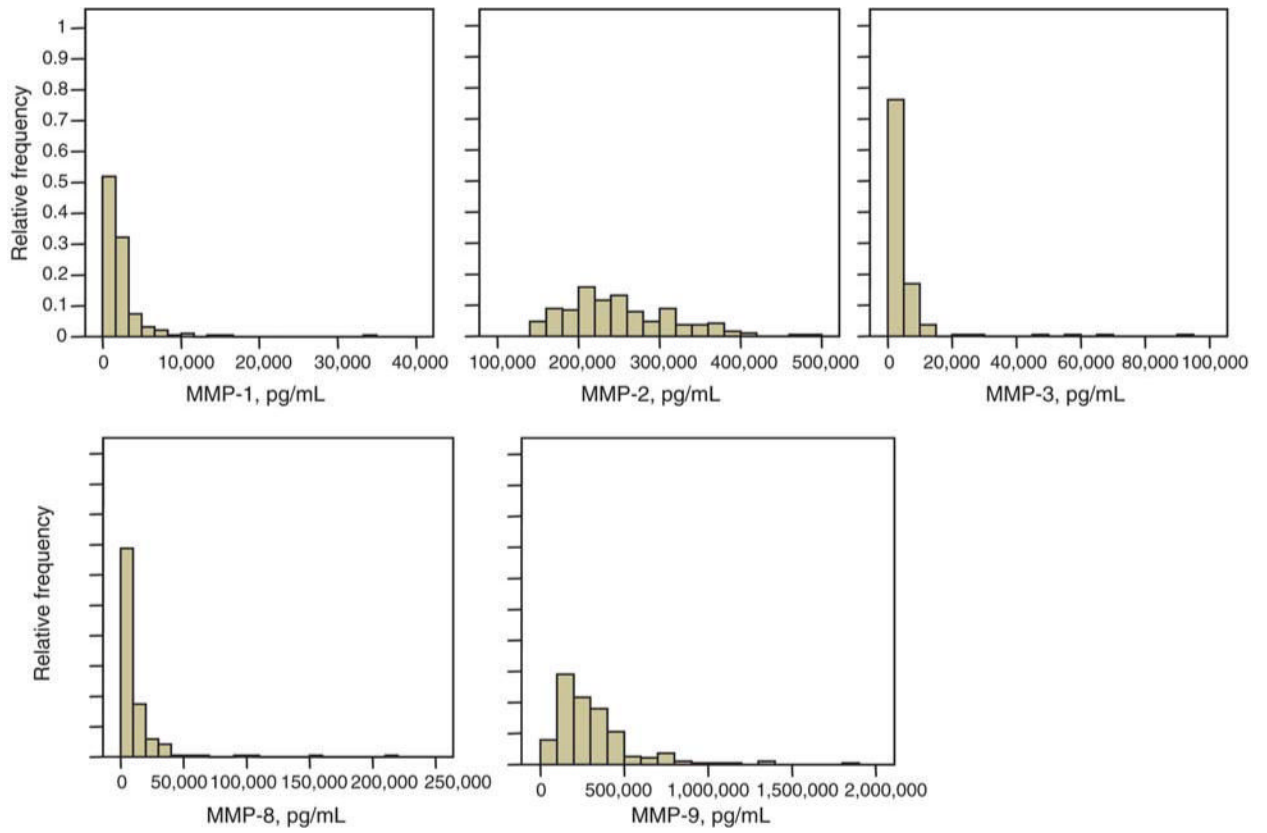 1
0.9
0.8
0.7
0.6
0.5
0.4
0.3
0.2
0.1
0
Relative frequency
0 10,000 20,000 30,000 40,000
MMP-1, pg/mL
100,000 200,000 300,000 400,000 500,000
MMP-2, pg/mL
0 20,000 40,000 60,000 80,000 100,000
MMP-3, pg/mL
Relative frequency
0 50,000 100,000 150,000 200,000 250,000
MMP-8, pg/mL
0 500,000 1,000,000 1,500,000 2,000,000
MMP-9, pg/mL